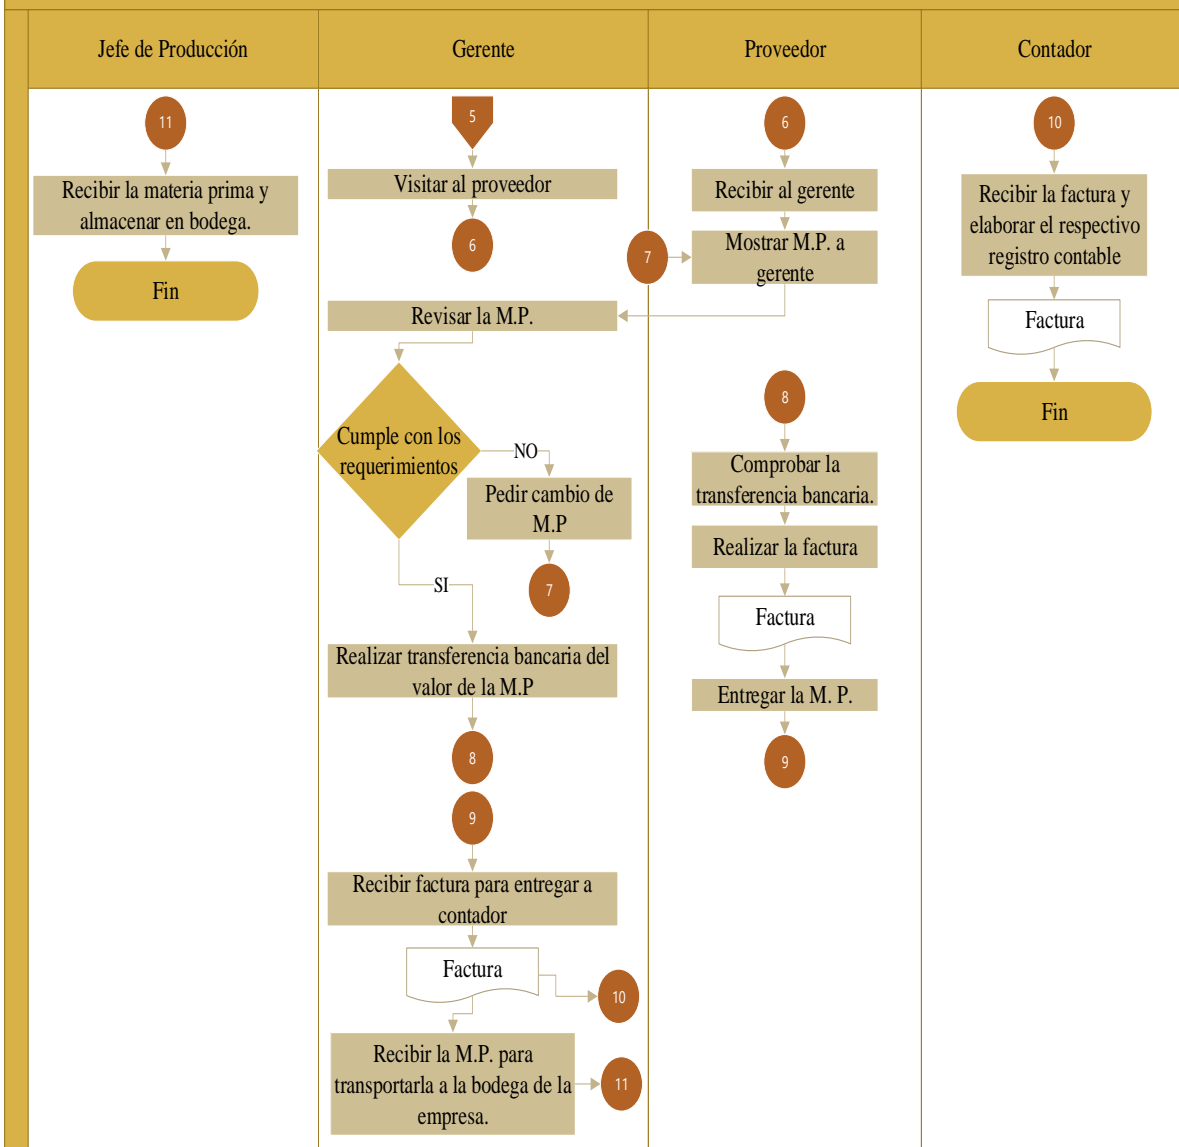 Jefe de Producción
Gerente
Proveedor
Contador
11
Recibir la materia prima y
almacenar en bodega.
Fin
5
Visitar al proveedor
6
Revisar la M.P.
Cumple con los
requerimientos
NO
Pedir cambio de
M.P
7
SI
Realizar transferencia bancaria del
valor de la M.P
8
9
Recibir factura para entregar a
contador
Factura
10
Recibir la M.P. para
transportarla a la bodega de la
empresa.
11
6
Recibir al gerente
7
Mostrar M.P. a
gerente
8
Comprobar la
transferencia bancaria.
Realizar la factura
Factura
Entregar la M. P.
9
10
Recibir la factura y
elaborar el respectivo
registro contable
Factura
Fin